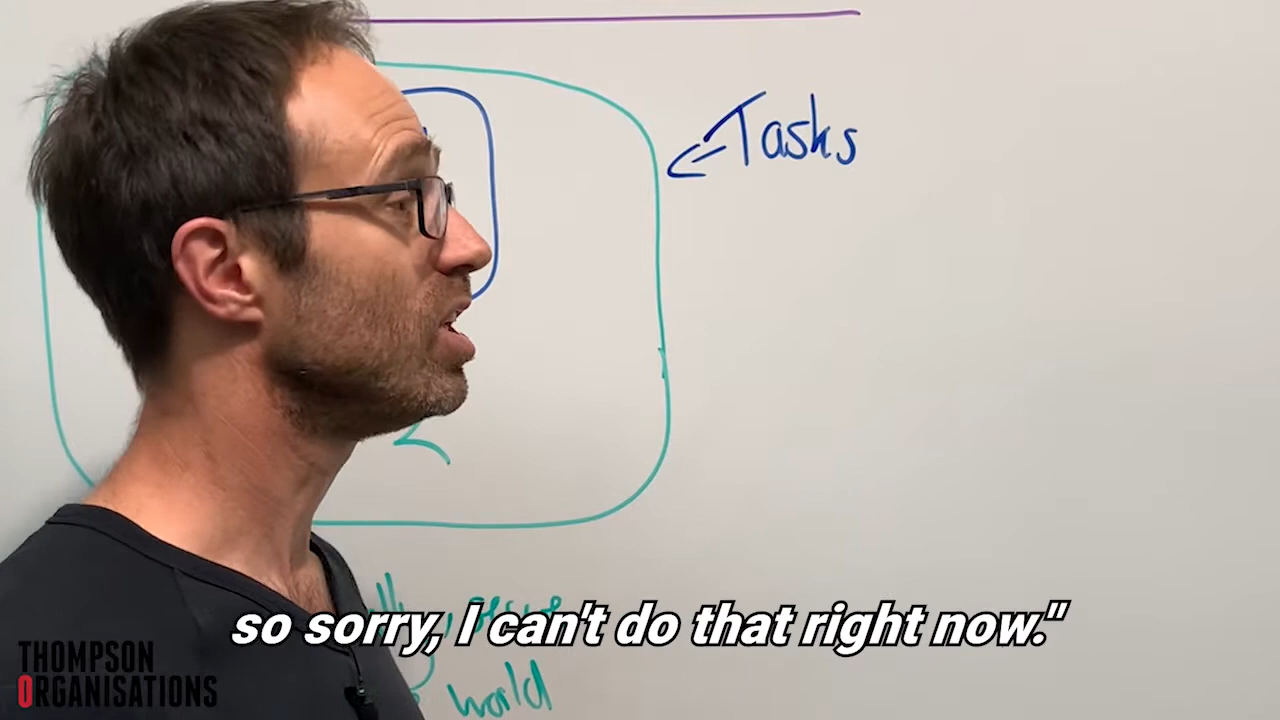 Tasks
so sorry, I can't do that right now."
world
THOMPSON
ORGANISATIONS